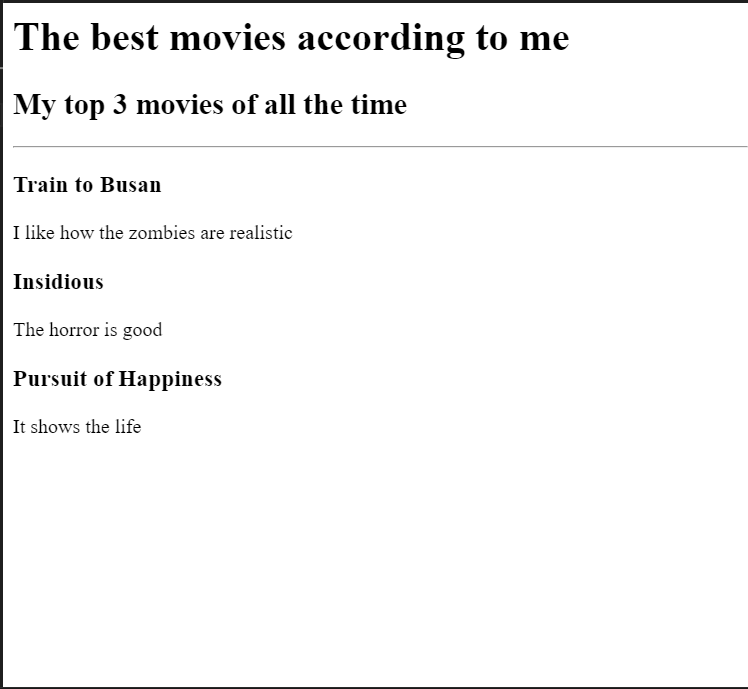 The best movies according to me
My top 3 movies of all the time
Train to Busan
I like how the zombies are realistic
Insidious
The horror is good
Pursuit of Happiness
It shows the life